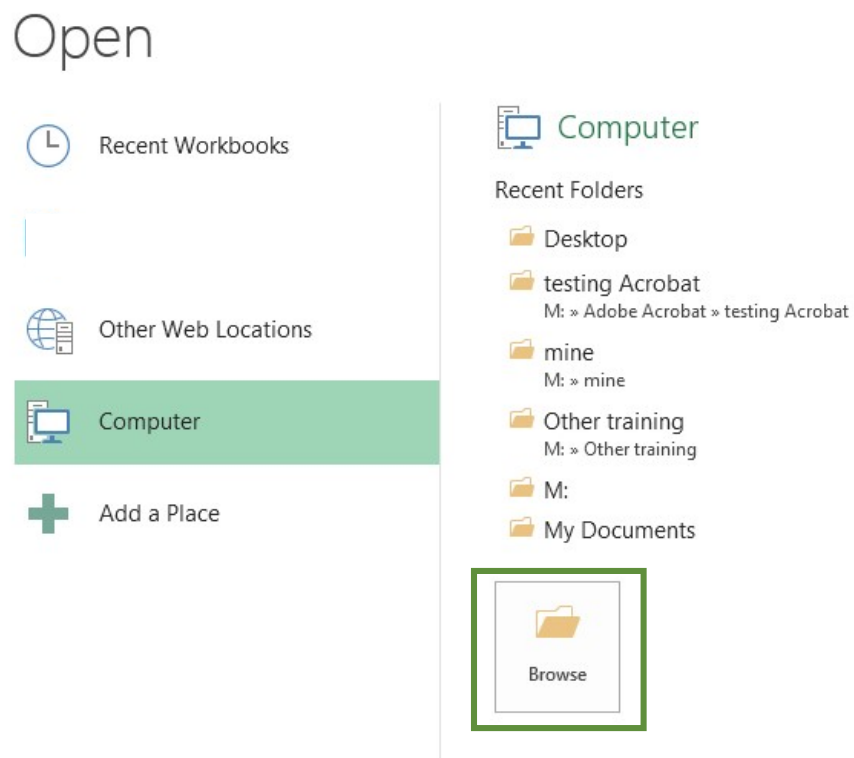 Open
Recent Workbooks
Other Web Locations
Computer
Add a Place
Computer
Recent Folders
Desktop
testing Acrobat
M: » Adobe Acrobat » testing Acrobat
mine
M: » mine
Other training
M: » Other training
M:
My Documents
Browse